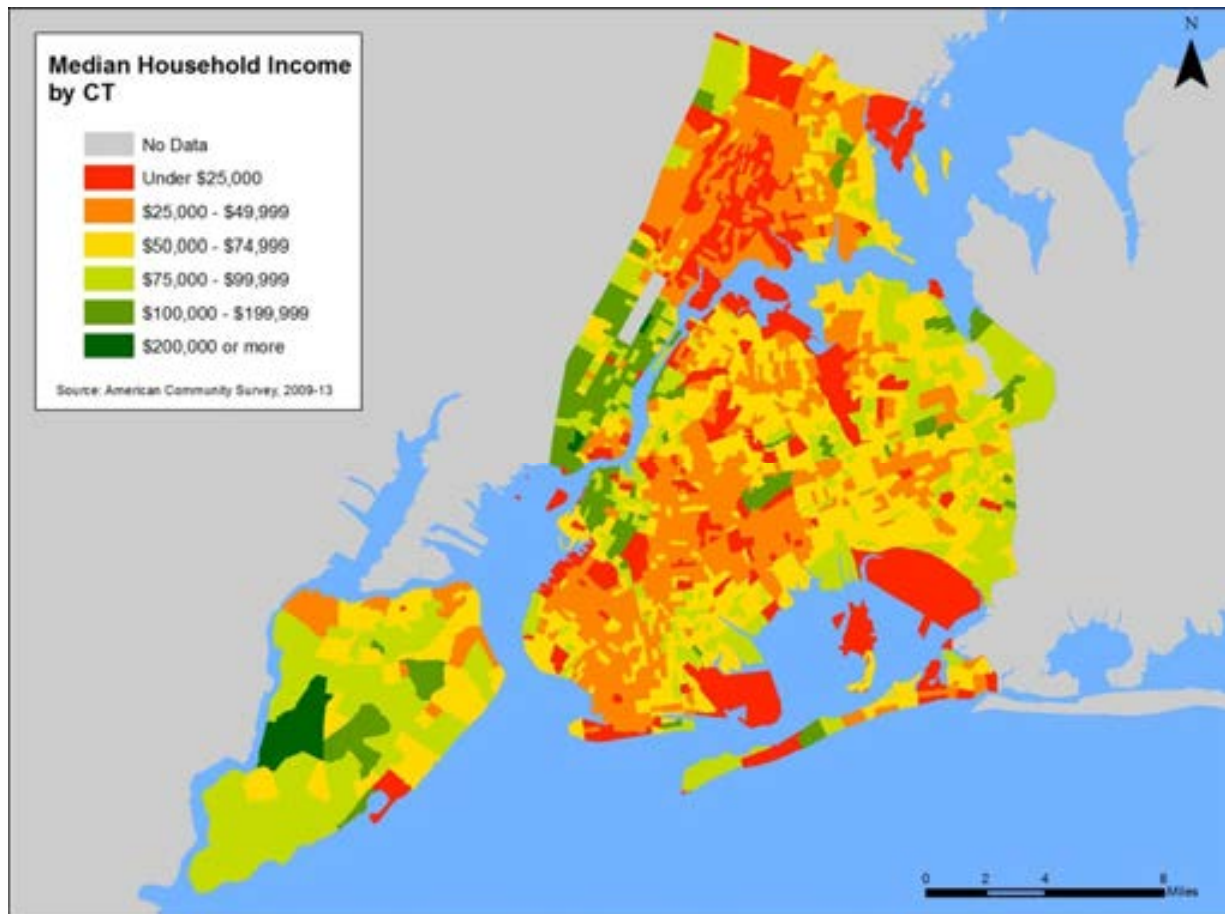 Median Household Income
by CT
No Data
Under $25,000
$25,000 - $49,999
$50,000 - $74,999
$75,000 - $99,999
$100,000 - $199,999
$200,000 or more
Source: American Community Survey, 2009-13
N
0 2 4 8
Miles